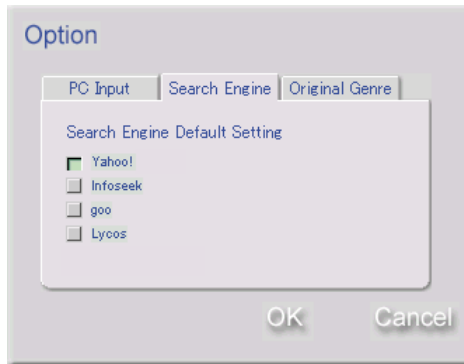 Option
PC Input Search Engine Original Genre
Search Engine Default Setting
Yahoo!
Infoseek
goo
Lycos
OK Cancel